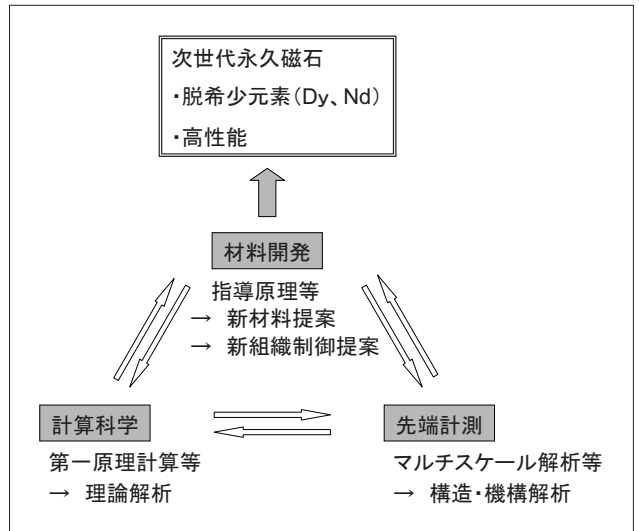 次世代永久磁石
・脱希少元素(Dy、Nd)
・高性能
材料開発
指導原理等
→ 新材料提案
→ 新組織制御提案
計算科学
第一原理計算等
→ 理論解析
先端計測
マルチスケール解析等
→ 構造・機構解析